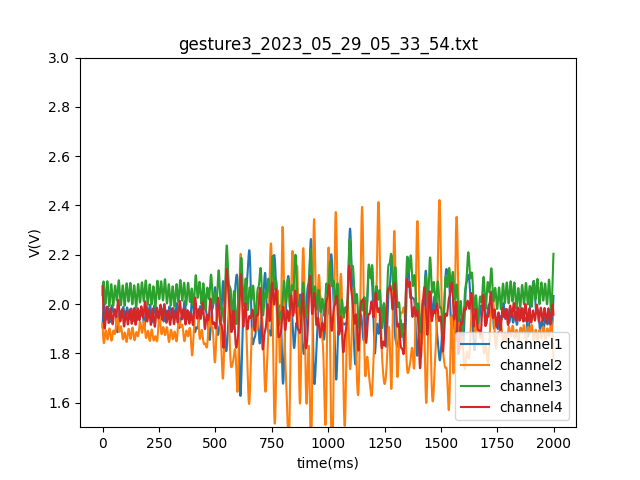 gesture3_2023_05_29_05_33_54.txt
3.0
2.8
2.6
2.4
2.2
2.0
1.8
1.6
V(V)
channel1
channel2
channel3
channel4
0 250 500 750 1000 1250 1500 1750 2000
time(ms)